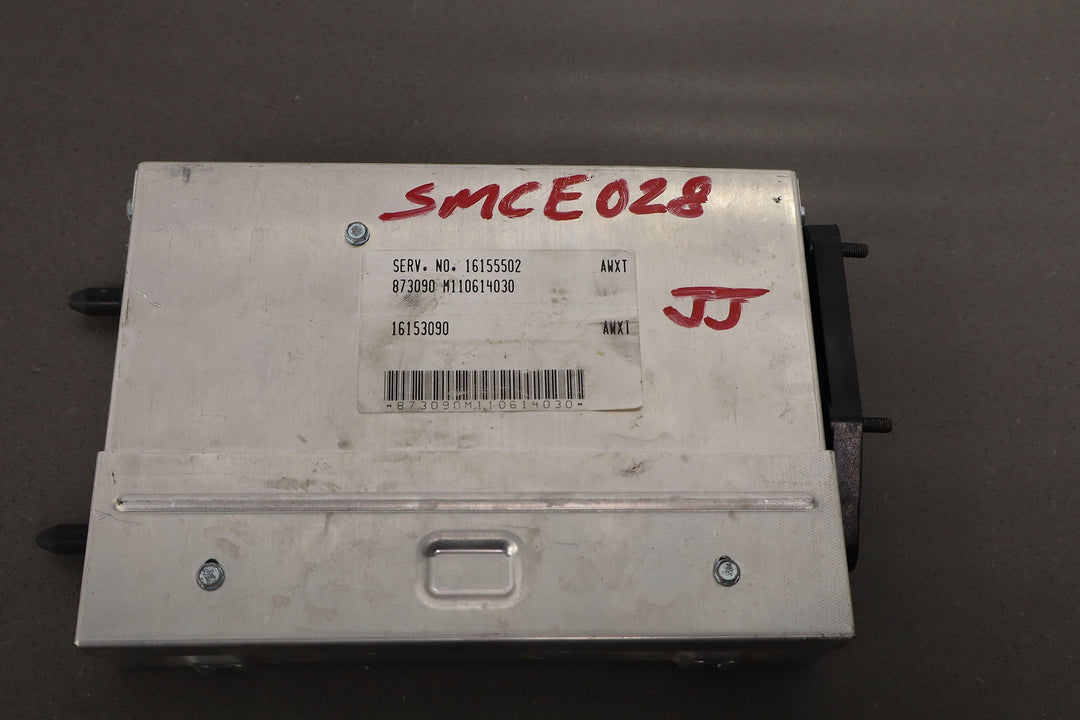 SMCE028
SERV. NO. 16155502 AWXT
873090 M110614030
JJ
16153090 AWXT
*873090M110614030*